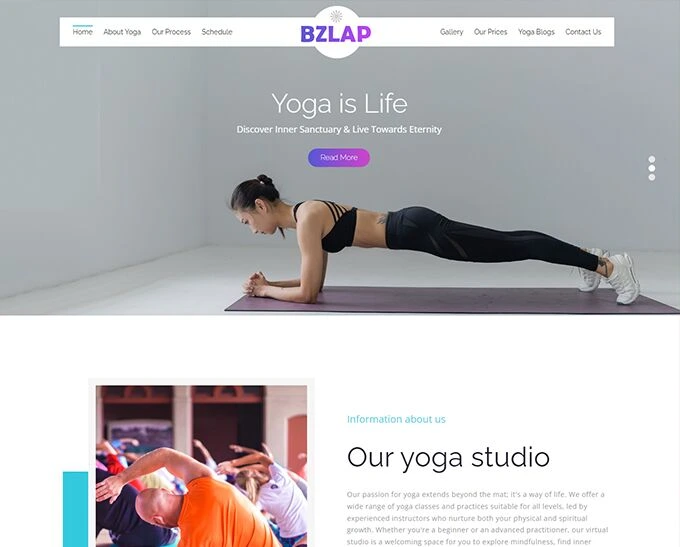 Home About Yoga Our Process Schedule BZLAP Gallery Our Prices Yoga Blogs Contact Us
Yoga is Life
Discover Inner Sanctuary & Live Towards Eternity
Read More
Information about us
Our yoga studio
Our passion for yoga extends beyond the mat; it's a way of life. We offer a
wide range of yoga classes and practices suitable for all levels, led by
experienced instructors who nurture both your physical and spiritual
growth. Whether you're a beginner or an advanced practitioner, our virtual
studio is a welcoming space for you to explore mindfulness, find inner